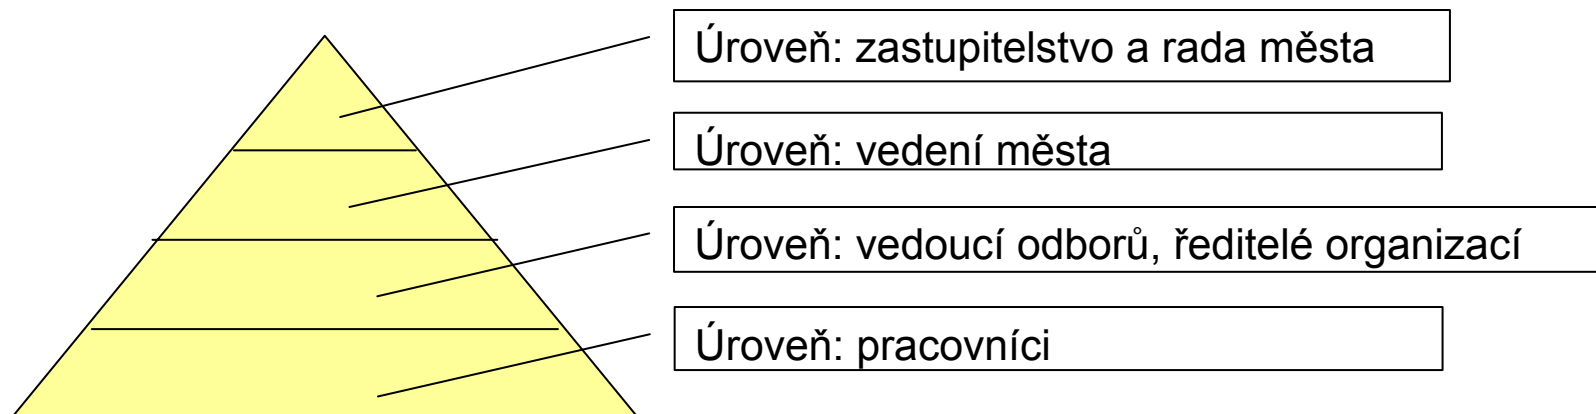 Úroveň: zastupitelstvo a rada města
Úroveň: vedení města
Úroveň: vedoucí odborů, ředitelé organizací
Úroveň: pracovníci